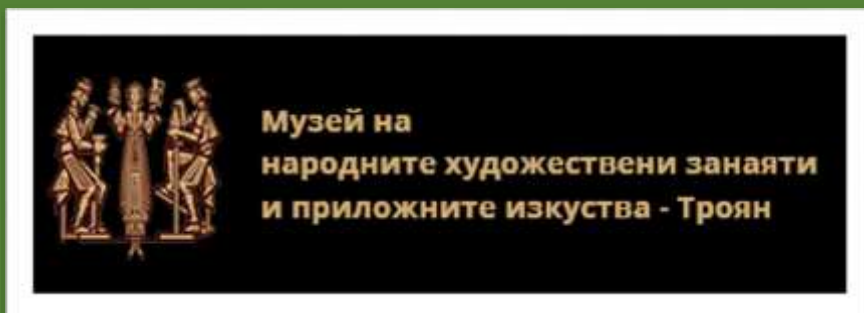 Музей на
народните художествени занаяти
и приложните изкуства - Троян